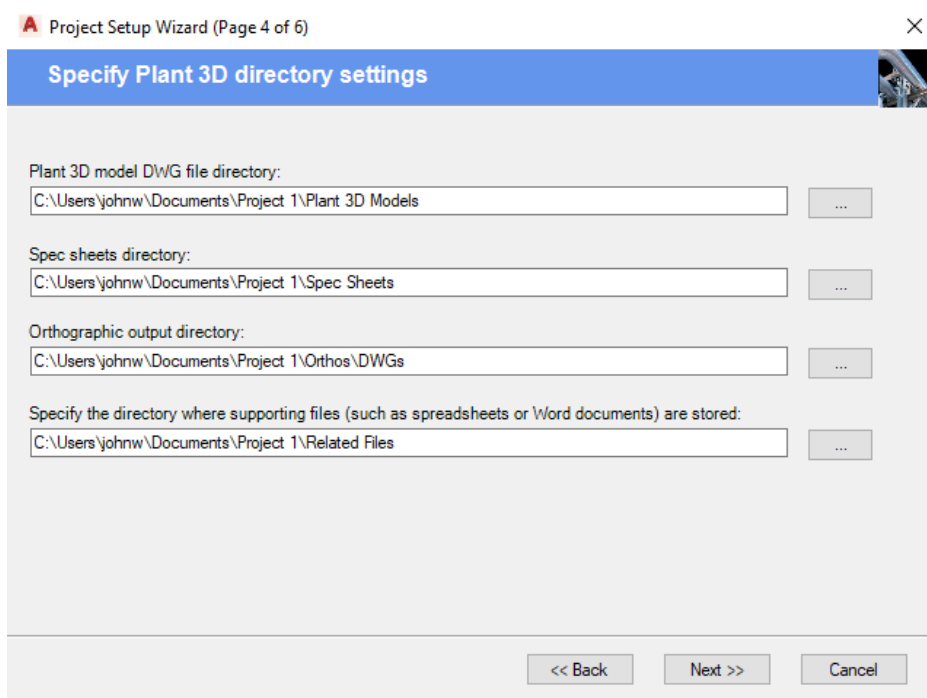 Project Setup Wizard (Page 4 of 6)
Specify Plant 3D directory settings
Plant 3D model DWG file directory:
C:\Users\johnw\Documents\Project 1\Plant 3D Models
...
Spec sheets directory:
C:\Users\johnw\Documents\Project 1\Spec Sheets
...
Orthographic output directory:
C:\Users\johnw\Documents\Project 1\Orthos\DWGs
...
Specify the directory where supporting files (such as spreadsheets or Word documents) are stored:
C:\Users\johnw\Documents\Project 1\Related Files
...
<< Back Next >> Cancel